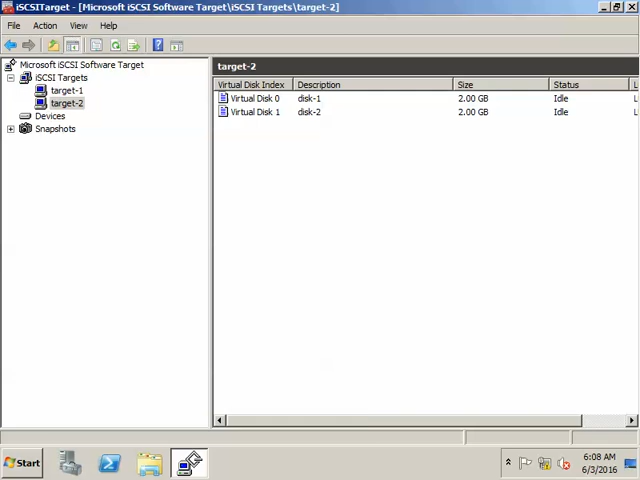 iSCSITarget - [Microsoft iSCSI Software Target\iSCSI Targets\target-2]
File Action View Help
Microsoft iSCSI Software Target
iSCSI Targets
target-1
target-2
Devices
Snapshots
target-2
Virtual Disk Index Description Size Status
Virtual Disk 0 disk-1 2.00 GB Idle
Virtual Disk 1 disk-2 2.00 GB Idle
Start
6:08 AM
6/3/2016